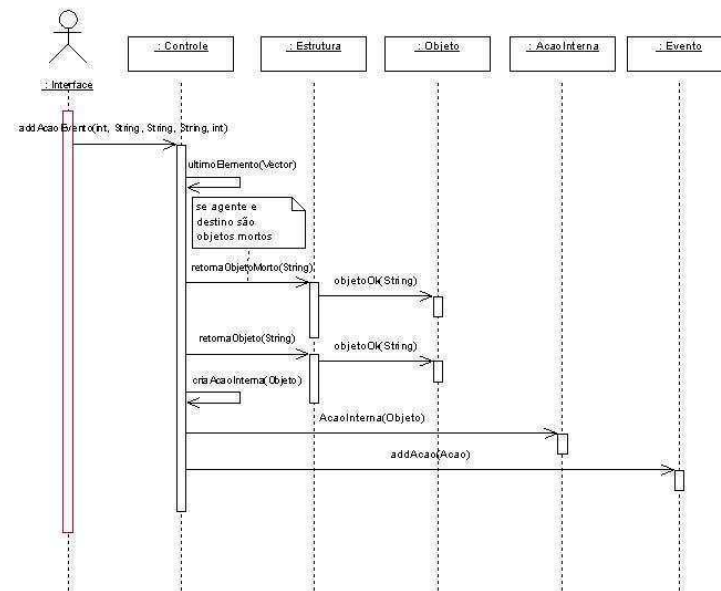 : Controle
: Estrutura
: Objeto
: AcaoInterna
: Evento
: Interface
addAcaoEvento(int, String, String, String, int)
ultimoElemento(Vector)
se agente e
destino são
objetos mortos
retornaObjetoMorto(String)
objetoOk(String)
retornaObjeto(String)
objetoOk(String)
criaAcaoInterna(Objeto)
AcaoInterna(Objeto)
addAcao(Acao)